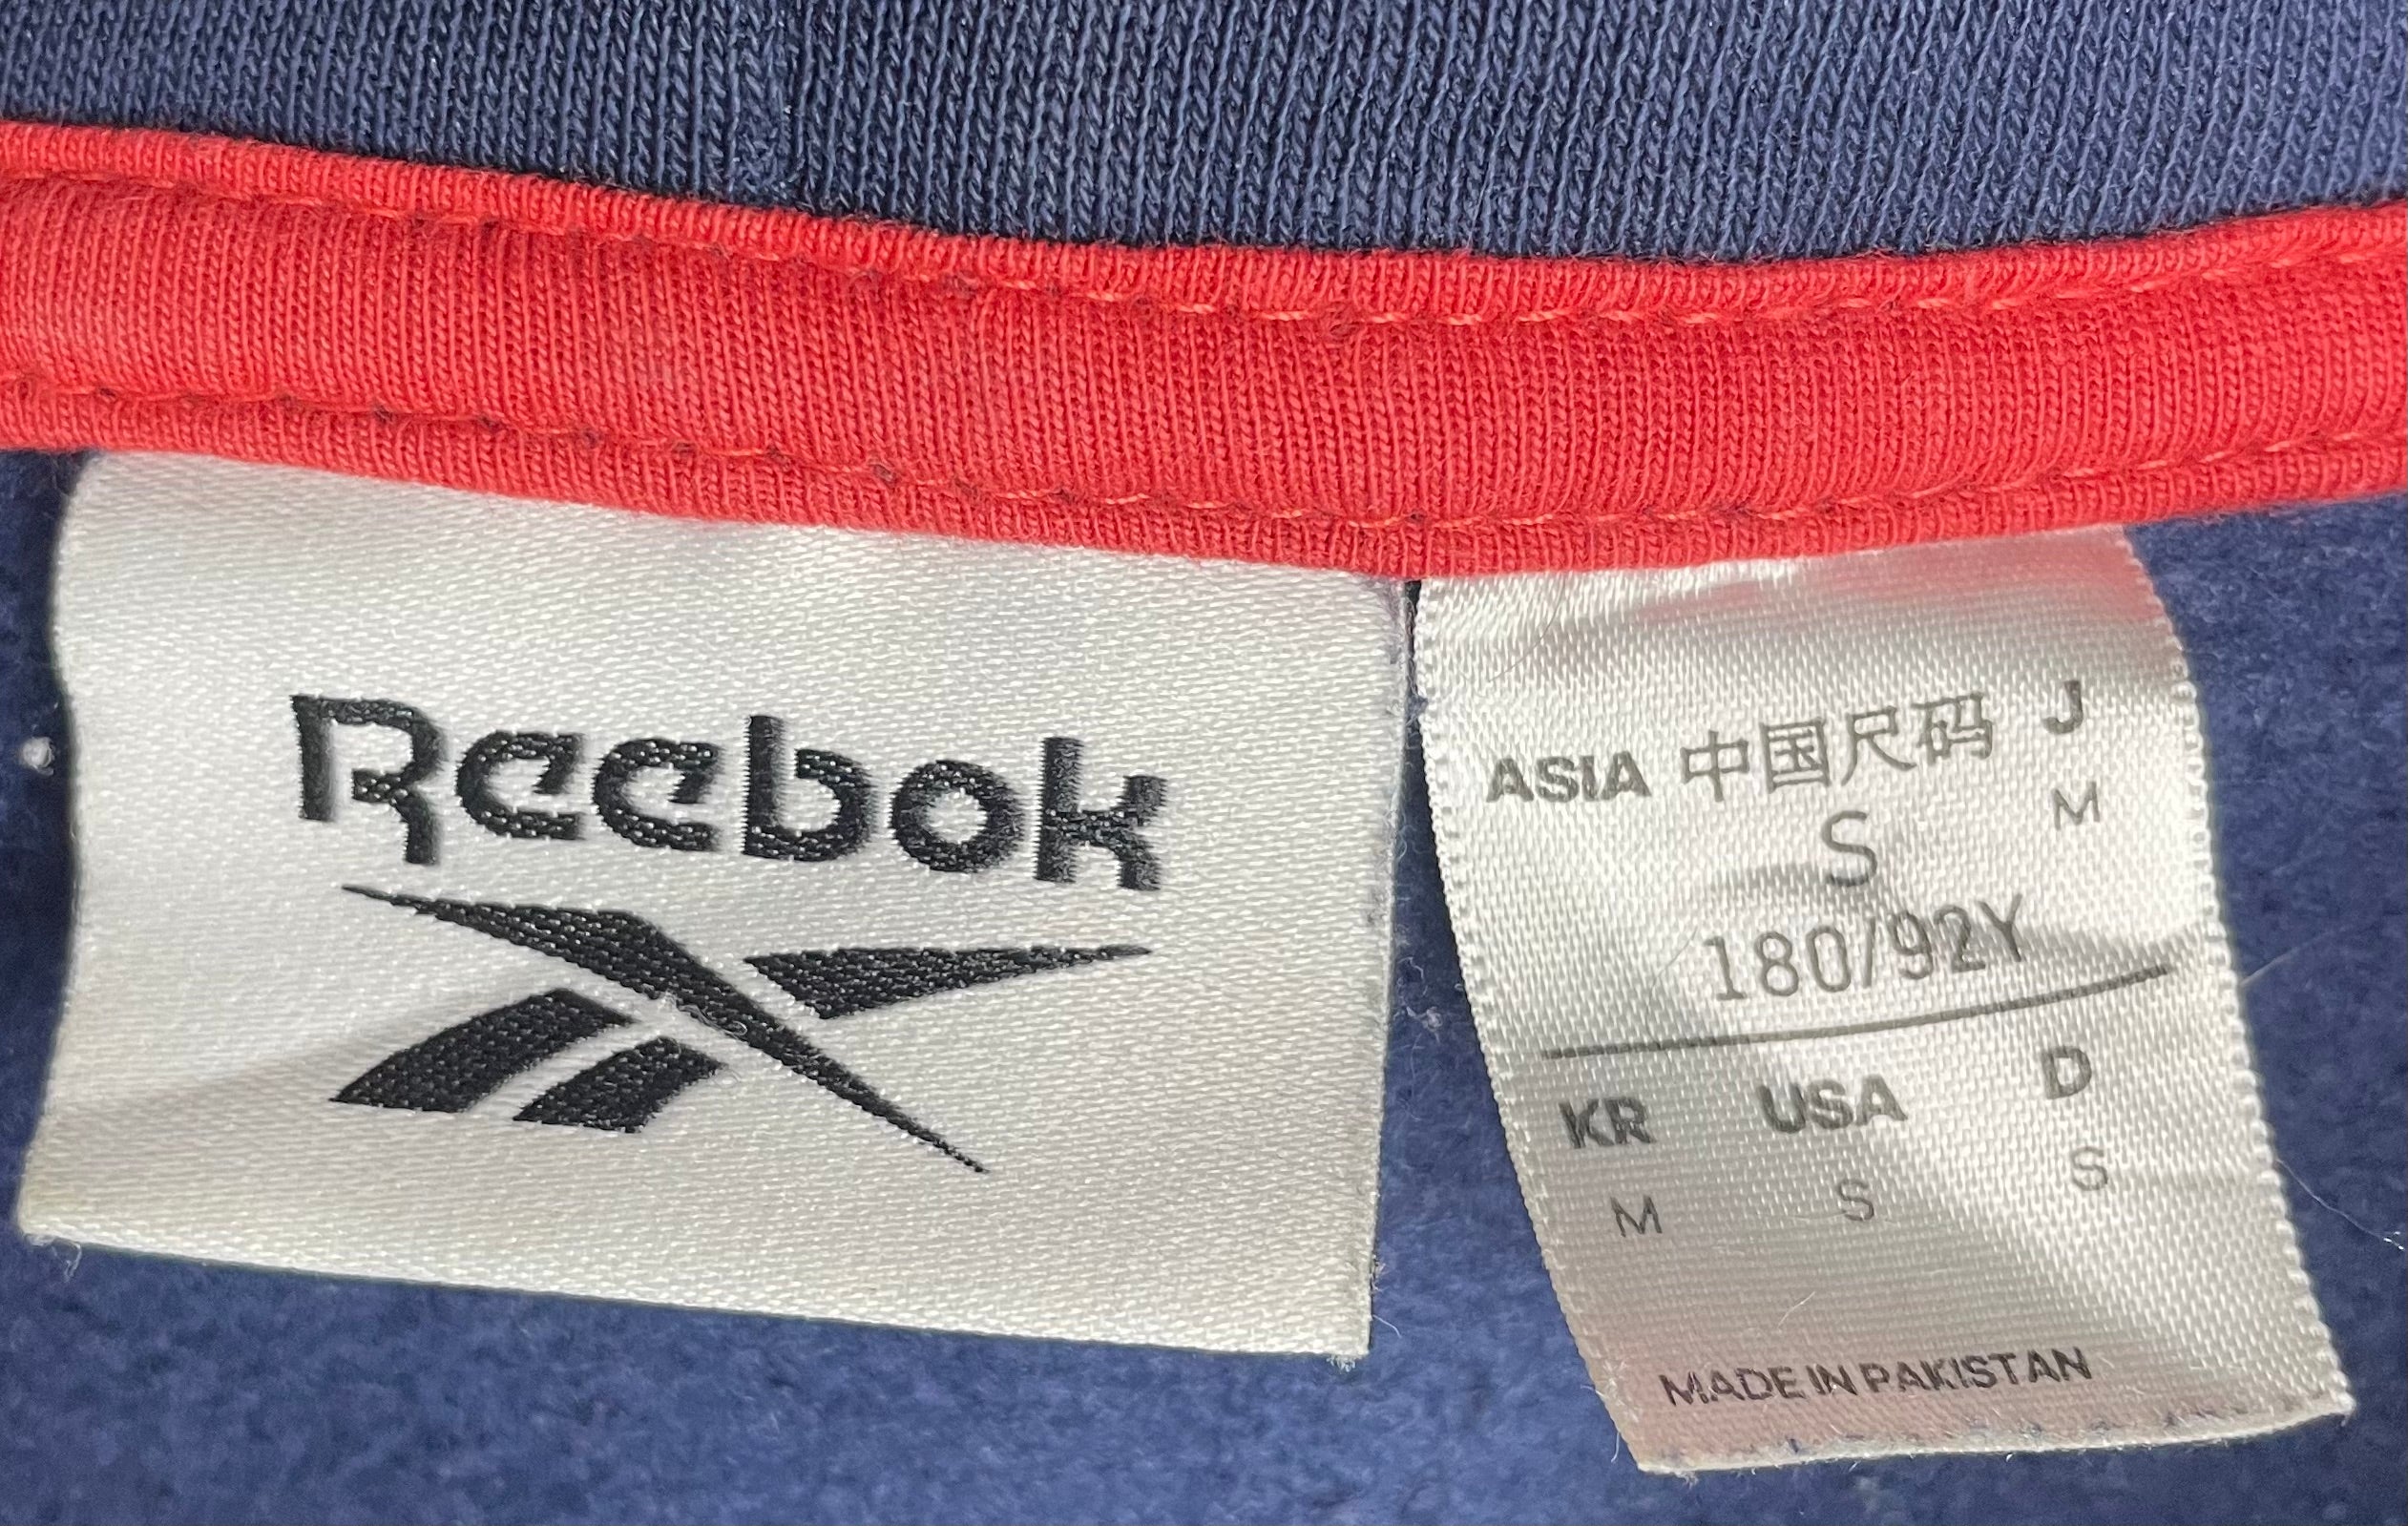 Reebok
ASIA 中国尺码 J
S M
180/92Y
KR USA D
M S S
MADE IN PAKISTAN